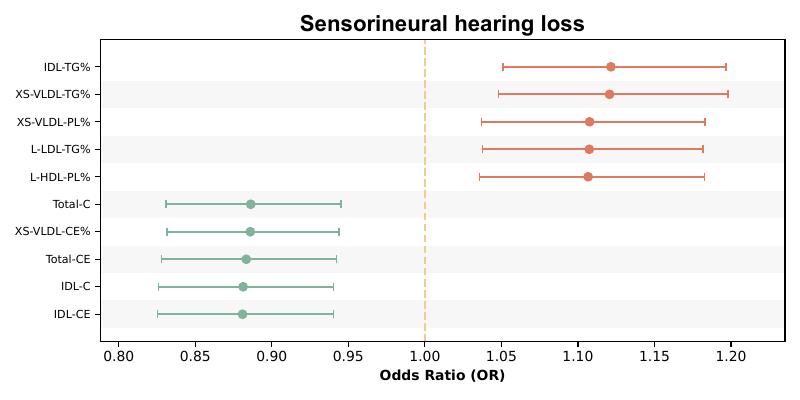 Sensorineural hearing loss
IDL-TG%
XS-VLDL-TG%
XS-VLDL-PL%
L-LDL-TG%
L-HDL-PL%
Total-C
XS-VLDL-CE%
Total-CE
IDL-C
IDL-CE
0.80 0.85 0.90 0.95 1.00 1.05 1.10 1.15 1.20
Odds Ratio (OR)